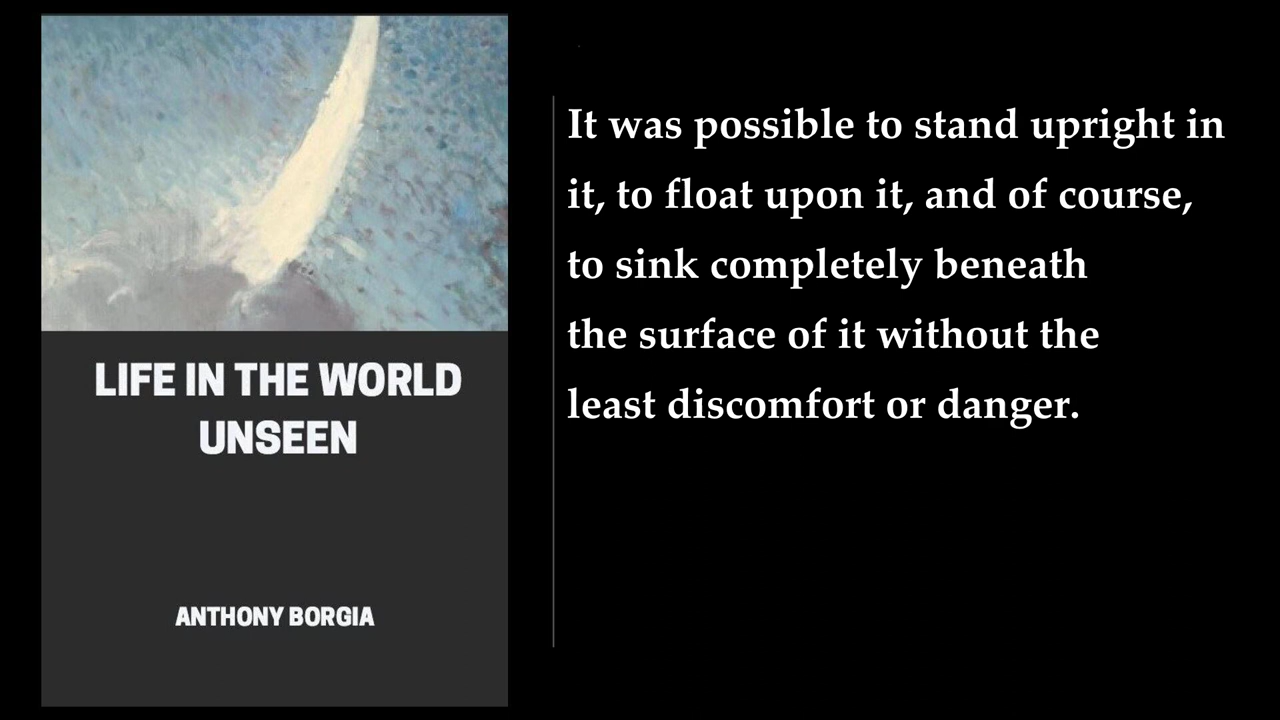 LIFE IN THE WORLD
UNSEEN
ANTHONY BORGIA
It was possible to stand upright in
it, to float upon it, and of course,
to sink completely beneath
the surface of it without the
least discomfort or danger.